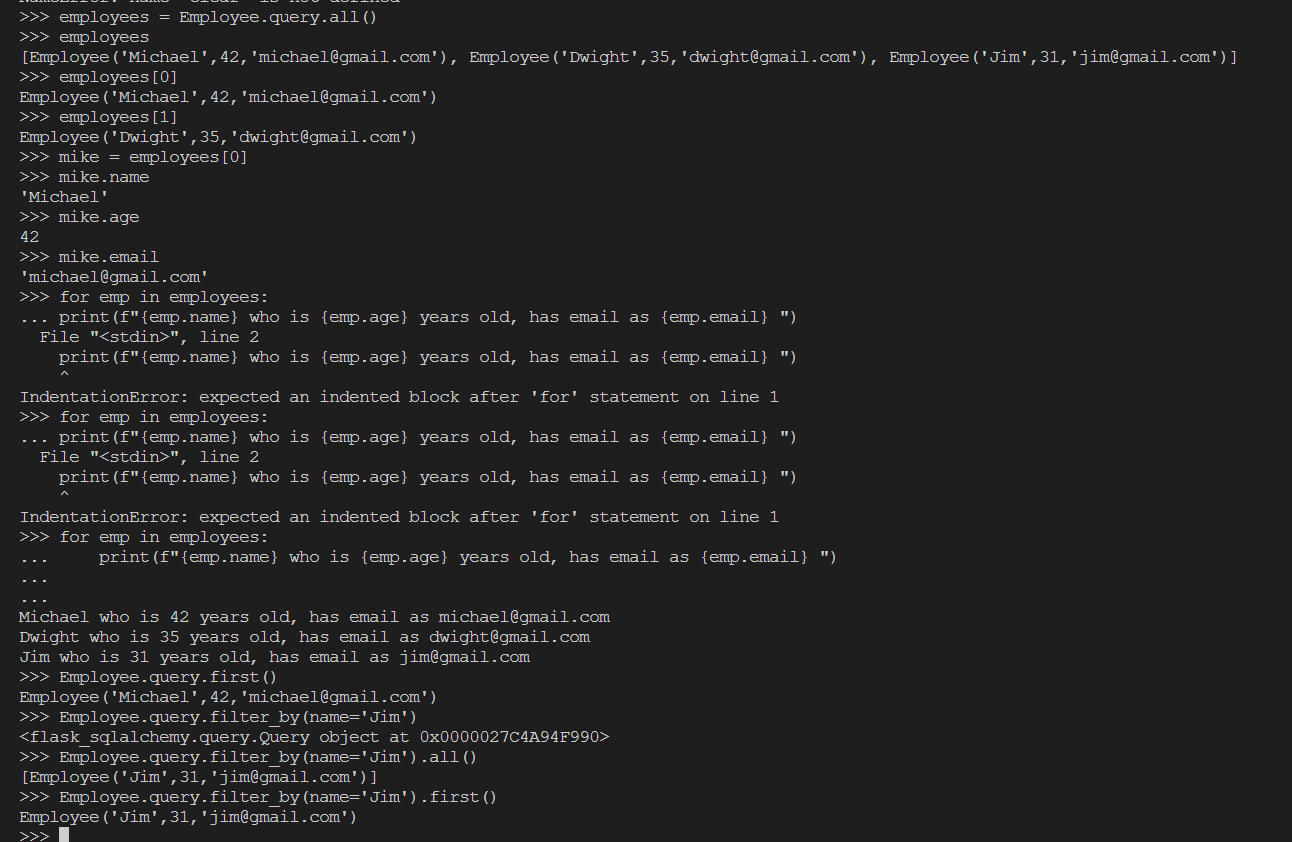 NameError: name 'clear' is not defined
>>> employees = Employee.query.all()
>>> employees
[Employee('Michael',42,'michael@gmail.com'), Employee('Dwight',35,'dwight@gmail.com'), Employee('Jim',31,'jim@gmail.com')]
>>> employees[0]
Employee('Michael',42,'michael@gmail.com')
>>> employees[1]
Employee('Dwight',35,'dwight@gmail.com')
>>> mike = employees[0]
>>> mike.name
'Michael'
>>> mike.age
42
>>> mike.email
'michael@gmail.com'
>>> for emp in employees:
... print(f"{emp.name} who is {emp.age} years old, has email as {emp.email} ")
  File "<stdin>", line 2
    print(f"{emp.name} who is {emp.age} years old, has email as {emp.email} ")
    ^
IndentationError: expected an indented block after 'for' statement on line 1
>>> for emp in employees:
... print(f"{emp.name} who is {emp.age} years old, has email as {emp.email} ")
  File "<stdin>", line 2
    print(f"{emp.name} who is {emp.age} years old, has email as {emp.email} ")
    ^
IndentationError: expected an indented block after 'for' statement on line 1
>>> for emp in employees:
...     print(f"{emp.name} who is {emp.age} years old, has email as {emp.email} ")
...
...
Michael who is 42 years old, has email as michael@gmail.com
Dwight who is 35 years old, has email as dwight@gmail.com
Jim who is 31 years old, has email as jim@gmail.com
>>> Employee.query.first()
Employee('Michael',42,'michael@gmail.com')
>>> Employee.query.filter_by(name='Jim')
<flask_sqlalchemy.query.Query object at 0x0000027C4A94F990>
>>> Employee.query.filter_by(name='Jim').all()
[Employee('Jim',31,'jim@gmail.com')]
>>> Employee.query.filter_by(name='Jim').first()
Employee('Jim',31,'jim@gmail.com')
>>>